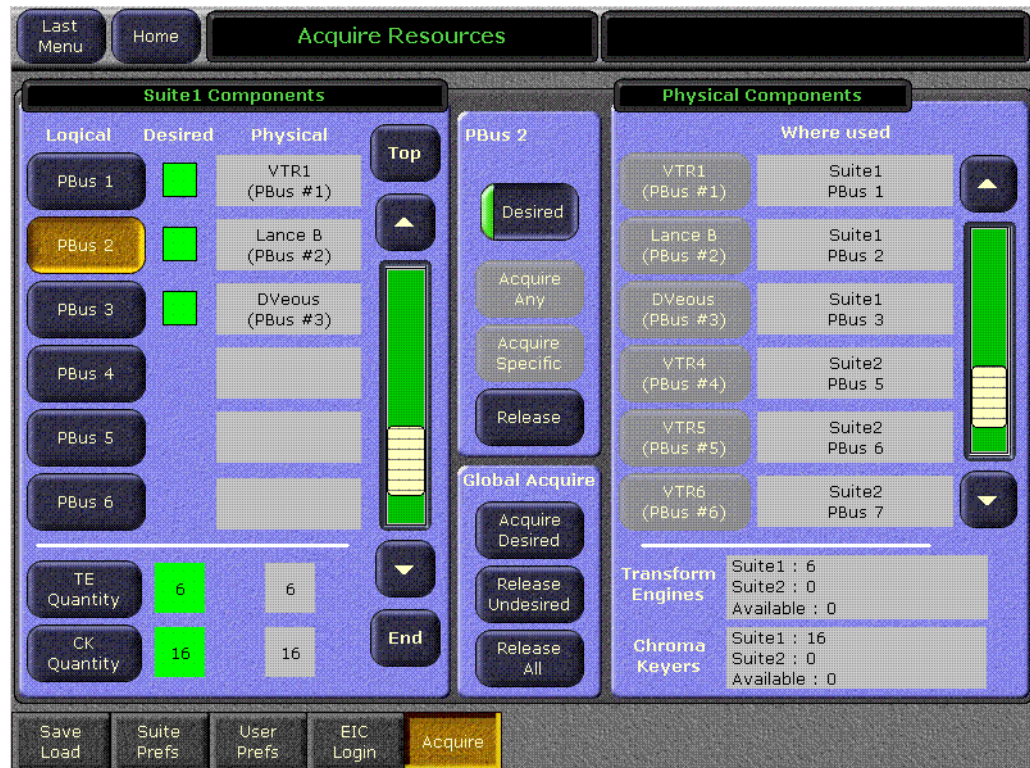 Last
Menu
Home
Acquire Resources
Suite1 Components
Logical Desired Physical
PBus 1
VTR1
(PBus #1)
PBus 2
Lance B
(PBus #2)
PBus 3
DVeous
(PBus #3)
PBus 4
PBus 5
PBus 6
TE
Quantity
6
6
CK
Quantity
16
16
Top
End
PBus 2
Desired
Acquire
Any
Acquire
Specific
Release
Global Acquire
Acquire
Desired
Release
Undesired
Release
All
Physical Components
Where used
VTR1
(PBus #1)
Suite1
PBus 1
Lance B
(PBus #2)
Suite1
PBus 2
DVeous
(PBus #3)
Suite1
PBus 3
VTR4
(PBus #4)
Suite2
PBus 5
VTR5
(PBus #5)
Suite2
PBus 6
VTR6
(PBus #6)
Suite2
PBus 7
Transform
Engines
Suite1 : 6
Suite2 : 0
Available : 0
Chroma
Keyers
Suite1 : 16
Suite2 : 0
Available : 0
Save
Load
Suite
Prefs
User
Prefs
EIC
Login
Acquire